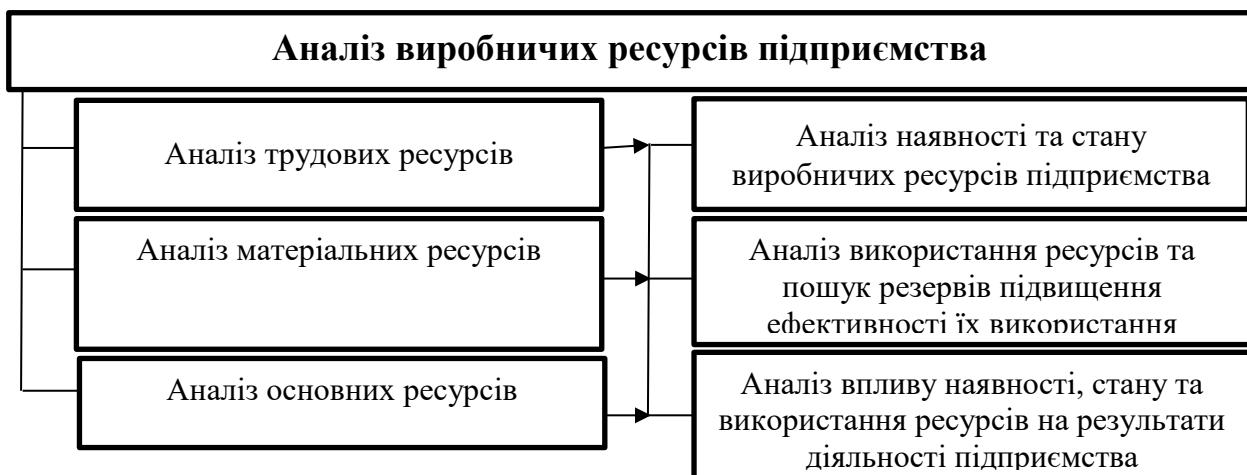 Аналіз виробничих ресурсів підприємства
Аналіз трудових ресурсів
Аналіз наявності та стану
виробничих ресурсів підприємства
Аналіз матеріальних ресурсів
Аналіз використання ресурсів та
пошук резервів підвищення
ефективності їх використання
Аналіз основних ресурсів
Аналіз впливу наявності, стану та
використання ресурсів на результати
діяльності підприємства